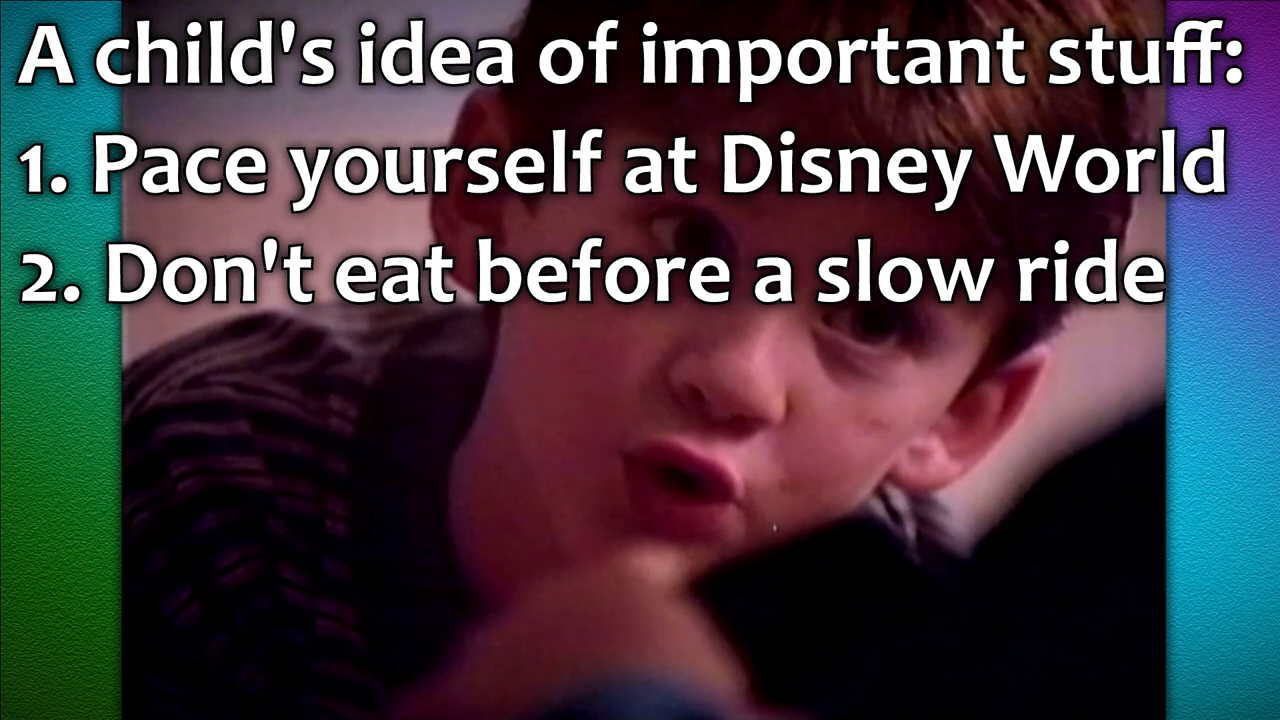 A child's idea of important stuff:
1. Pace yourself at Disney World
2. Don't eat before a slow ride